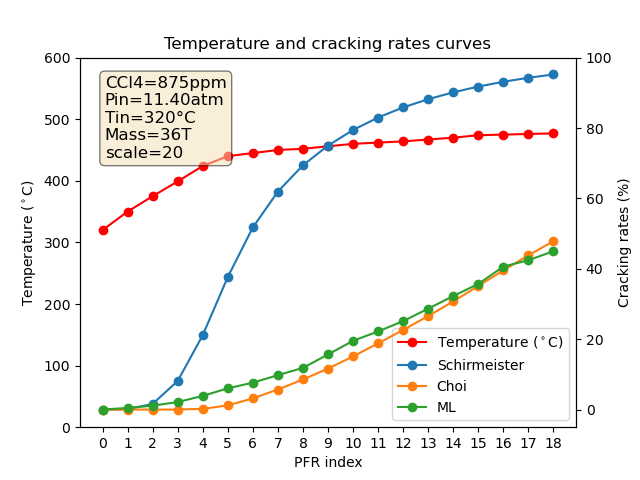 Temperature and cracking rates curves
CCl4=875ppm
Pin=11.40atm
Tin=320°C
Mass=36T
scale=20
Temperature (°C)
600
500
400
300
200
100
0
Cracking rates (%)
100
80
60
40
20
0
Temperature (°C)
Schirmeister
Choi
ML
0 1 2 3 4 5 6 7 8 9 10 11 12 13 14 15 16 17 18
PFR index